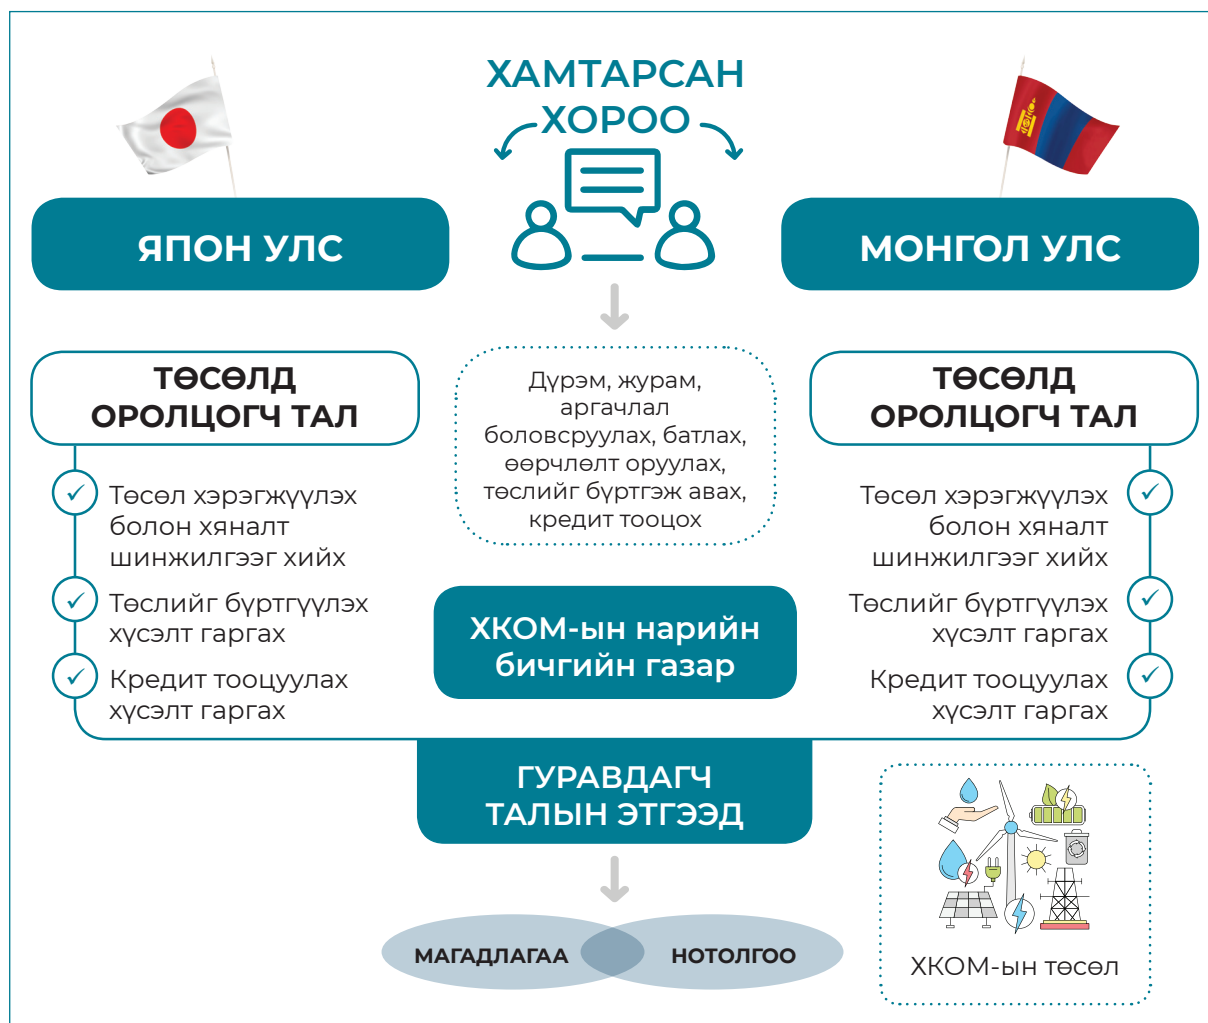 ХАМТАРСАН
ХОРОО
ЯПОН УЛС
МОНГОЛ УЛС
ТӨСӨЛД
ОРОЛЦОГЧ ТАЛ
Төсөл хэрэгжүүлэх
болон хяналт
шинжилгээг хийх
Төслийг бүртгүүлэх
хүсэлт гаргах
Кредит тооцуулах
хүсэлт гаргах
Дүрэм, журам,
аргачлал
боловсруулах, батлах,
өөрчлөлт оруулах,
төслийг бүртгэж авах,
кредит тооцох
ХКОМ-ын нарийн
бичгийн газар
ТӨСӨЛД
ОРОЛЦОГЧ ТАЛ
Төсөл хэрэгжүүлэх
болон хяналт
шинжилгээг хийх
Төслийг бүртгүүлэх
хүсэлт гаргах
Кредит тооцуулах
хүсэлт гаргах
ГУРАВДАГЧ
ТАЛЫН ЭТГЭЭД
МАГАДЛАГАА
НОТОЛГОО
ХКОМ-ын төсөл